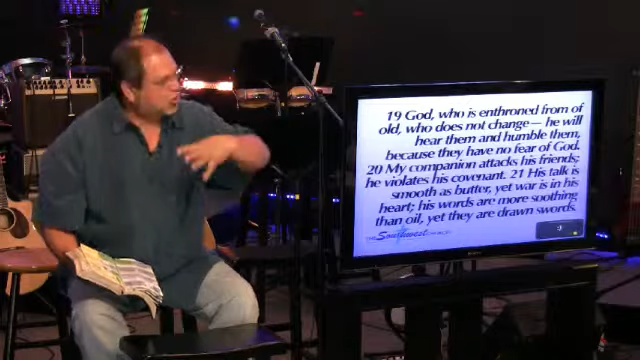 19 God, who is enthroned from of
old, who does not change— he will
hear them and humble them,
because they have no fear of God.
20 My companion attacks his friends;
he violates his covenant. 21 His talk is
smooth as butter, yet war is in his
heart; his words are more soothing
than oil, yet they are drawn swords.
THE Southwest CHURCH